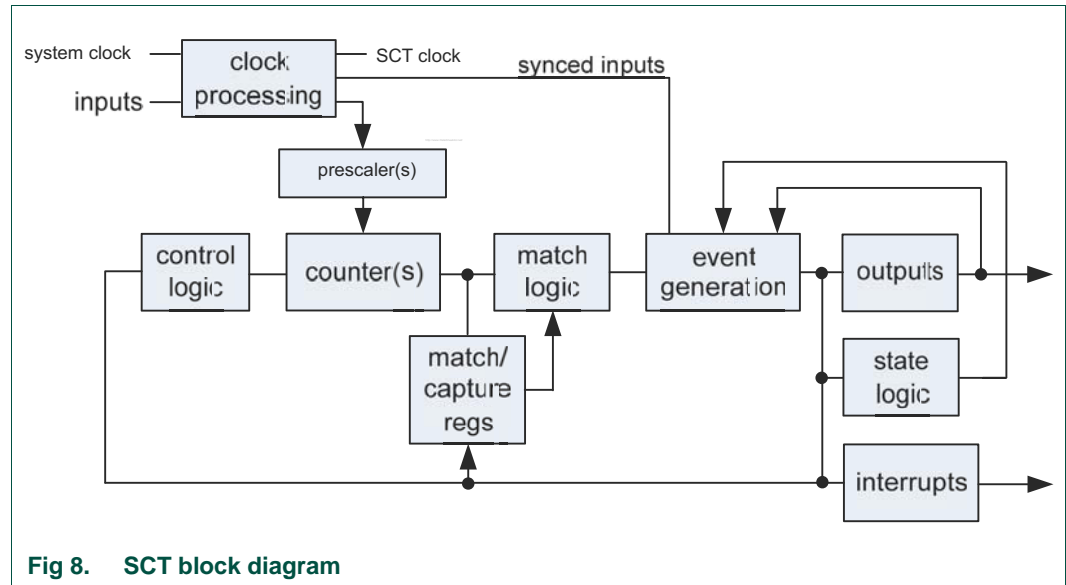 system clock
clock
processing
SCT clock
synced inputs
inputs
prescaler(s)
control
logic
counter(s)
match
logic
event
generation
outputs
match/
capture
regs
state
logic
interrupts
Fig 8. SCT block diagram